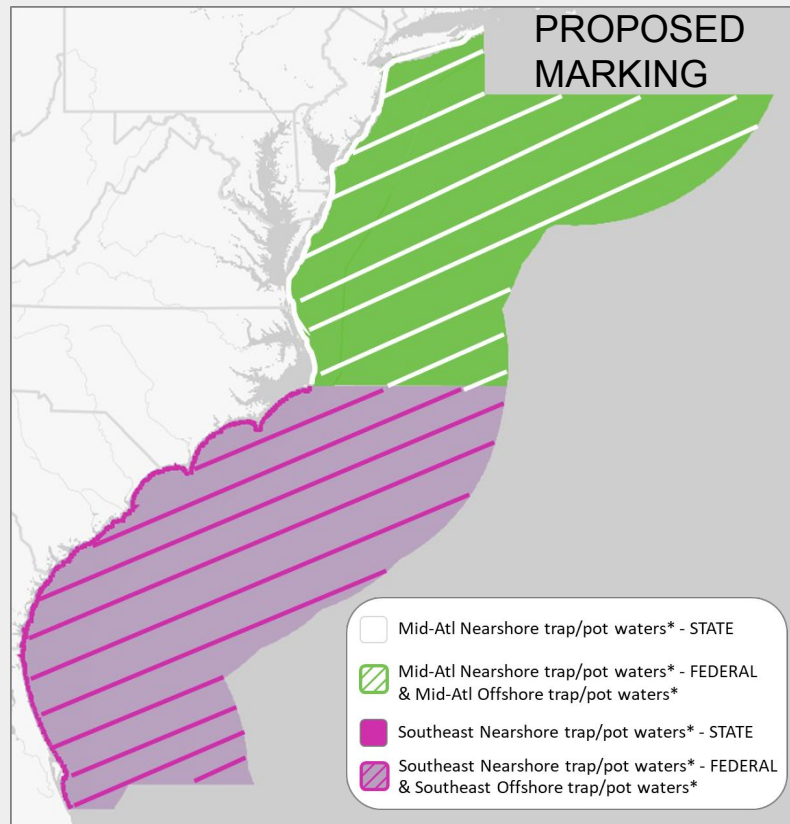 PROPOSED
MARKING
Mid-Atl Nearshore trap/pot waters* - STATE
Mid-Atl Nearshore trap/pot waters* - FEDERAL
& Mid-Atl Offshore trap/pot waters*
Southeast Nearshore trap/pot waters* - STATE
Southeast Nearshore trap/pot waters* - FEDERAL
& Southeast Offshore trap/pot waters*